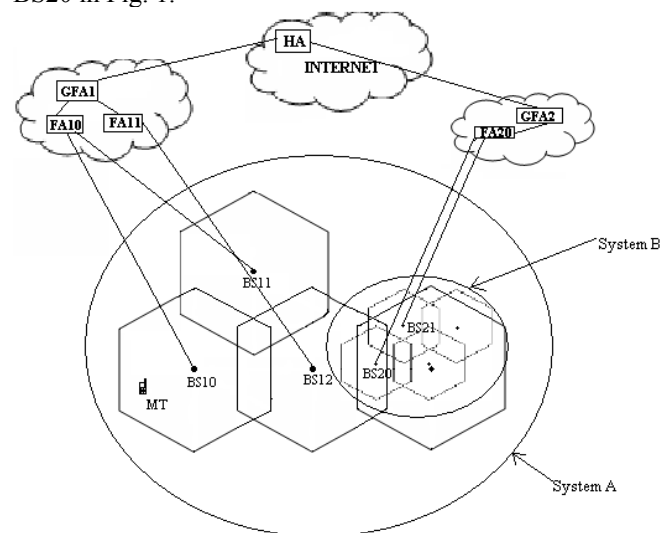 BS20 in Fig. 1.
HA
INTERNET
GFA1
FA10
FA11
GFA2
FA20
System B
BS11
BS21
BS10
BS12
BS20
MT
System A